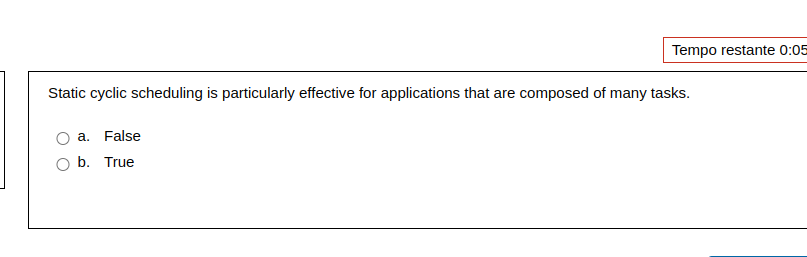 Tempo restante 0:05
Static cyclic scheduling is particularly effective for applications that are composed of many tasks.
a. False
b. True